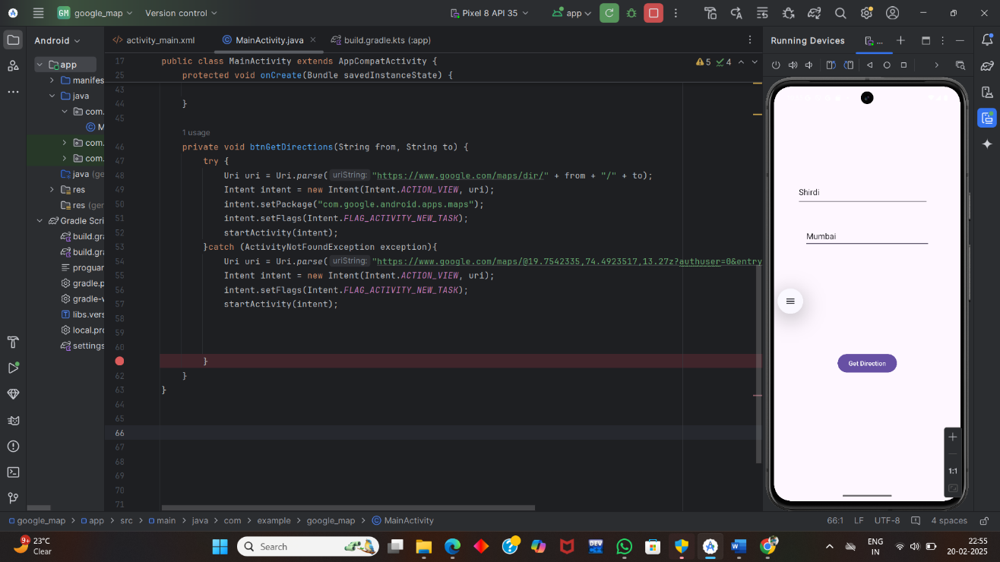 GM google_map Version control Pixel 8 API 35 app
Android
activity_main.xml MainActivity.java build.gradle.kts (:app)
Running Devices ...
app
manifes
java
com.
M
com.
com.
java (ge
res
res (gen
Gradle Scri
build.gra
build.gra
proguar
gradle.p
gradle-v
libs.vers
local.pro
settings
17 public class MainActivity extends AppCompatActivity { 5 4
25 protected void onCreate(Bundle savedInstanceState) {
43
44 }
45
1 usage
46 private void btnGetDirections(String from, String to) {
47 try {
48 Uri uri = Uri.parse( uriString: "https://www.google.com/maps/dir/" + from + "/" + to);
49 Intent intent = new Intent(Intent.ACTION_VIEW, uri);
50 intent.setPackage("com.google.android.apps.maps");
51 intent.setFlags(Intent.FLAG_ACTIVITY_NEW_TASK);
52 startActivity(intent);
53 }catch (ActivityNotFoundException exception){
54 Uri uri = Uri.parse( uriString: "https://www.google.com/maps/@19.7542335,74.4923517,13.27z?authuser=0&entry
55 Intent intent = new Intent(Intent.ACTION_VIEW, uri);
56 intent.setFlags(Intent.FLAG_ACTIVITY_NEW_TASK);
57 startActivity(intent);
58
59
60
}
62 }
63 }
64
65
66
67
68
69
70
71
Shirdi
Mumbai
Get Direction
1:1
google_map > app > src > main > java > com > example > google_map > MainActivity
66:1 LF UTF-8 4 spaces
9+ 23°C
Clear
Search
DEV
ENG
IN
22:55
20-02-2025